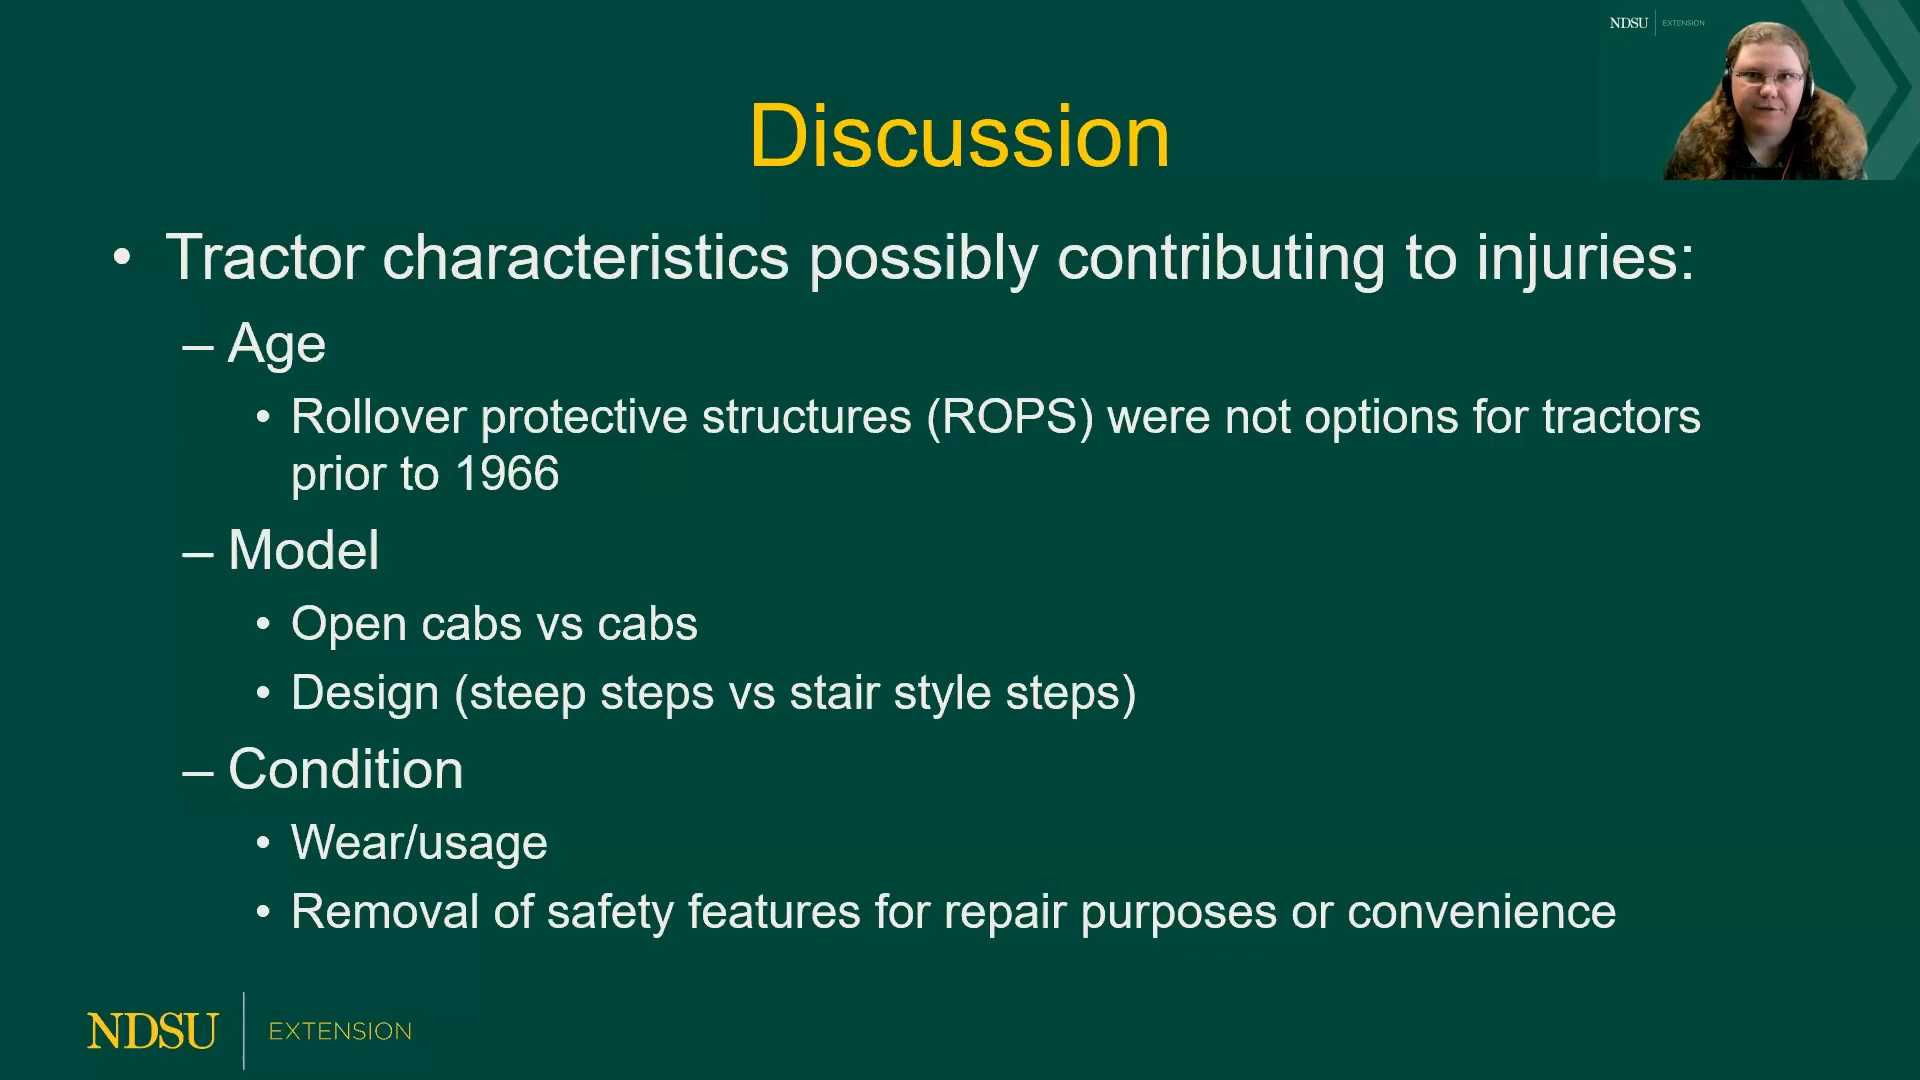 NDSU EXTENSION
Discussion
• Tractor characteristics possibly contributing to injuries:
– Age
• Rollover protective structures (ROPS) were not options for tractors
prior to 1966
– Model
• Open cabs vs cabs
• Design (steep steps vs stair style steps)
– Condition
• Wear/usage
• Removal of safety features for repair purposes or convenience
NDSU EXTENSION